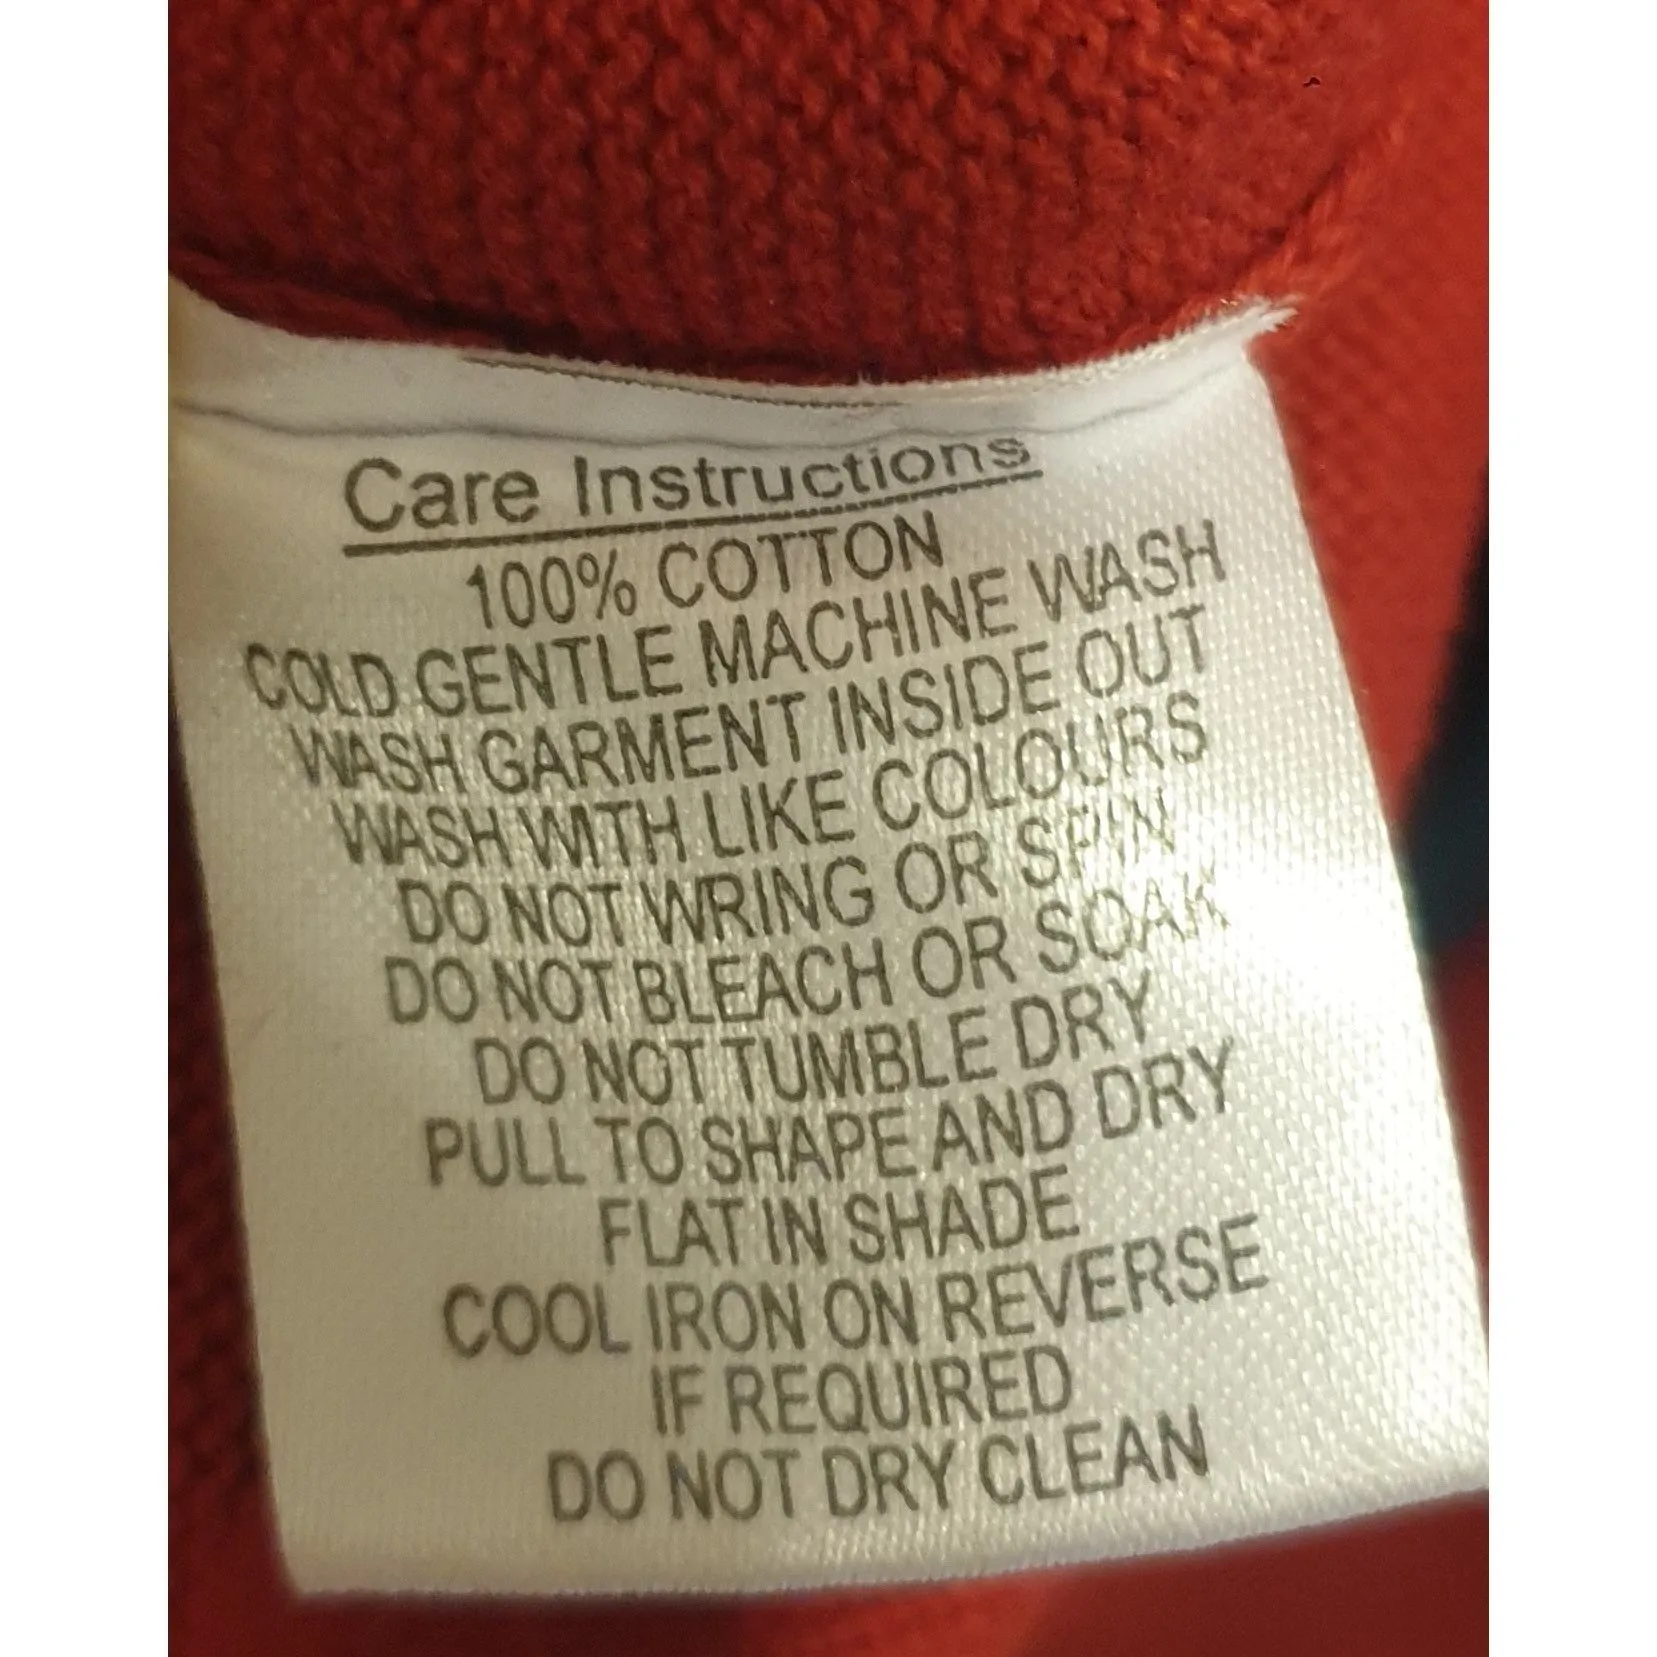 Care Instructions
100% COTTON
COLD GENTLE MACHINE WASH
WASH GARMENT INSIDE OUT
WASH WITH LIKE COLOURS
DO NOT WRING OR SPIN
DO NOT BLEACH OR SOAK
DO NOT TUMBLE DRY
PULL TO SHAPE AND DRY
FLAT IN SHADE
COOL IRON ON REVERSE
IF REQUIRED
DO NOT DRY CLEAN